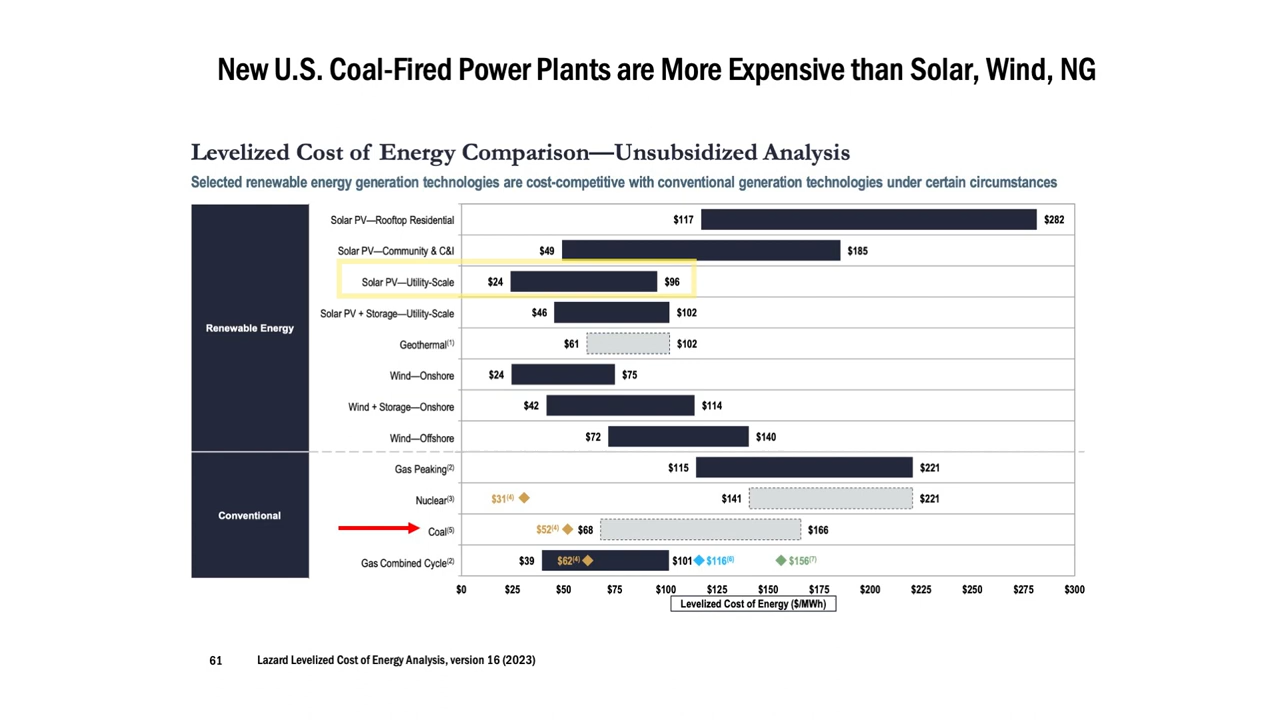 New U.S. Coal-Fired Power Plants are More Expensive than Solar, Wind, NG
Levelized Cost of Energy Comparison—Unsubsidized Analysis
Selected renewable energy generation technologies are cost-competitive with conventional generation technologies under certain circumstances
Renewable Energy
Solar PV—Rooftop Residential $117 $282
Solar PV—Community & C&I $49 $185
Solar PV—Utility-Scale $24 $96
Solar PV + Storage—Utility-Scale $46 $102
Geothermal(1) $61 $102
Wind—Onshore $24 $75
Wind + Storage—Onshore $42 $114
Wind—Offshore $72 $140
Conventional
Gas Peaking(2) $115 $221
Nuclear(3) $31(4) $141 $221
Coal(5) $52(4) $68 $166
Gas Combined Cycle(2) $39 $62(4) $101 $116(6) $156(7)
$0 $25 $50 $75 $100 $125 $150 $175 $200 $225 $250 $275 $300
Levelized Cost of Energy ($/MWh)
61 Lazard Levelized Cost of Energy Analysis, version 16 (2023)